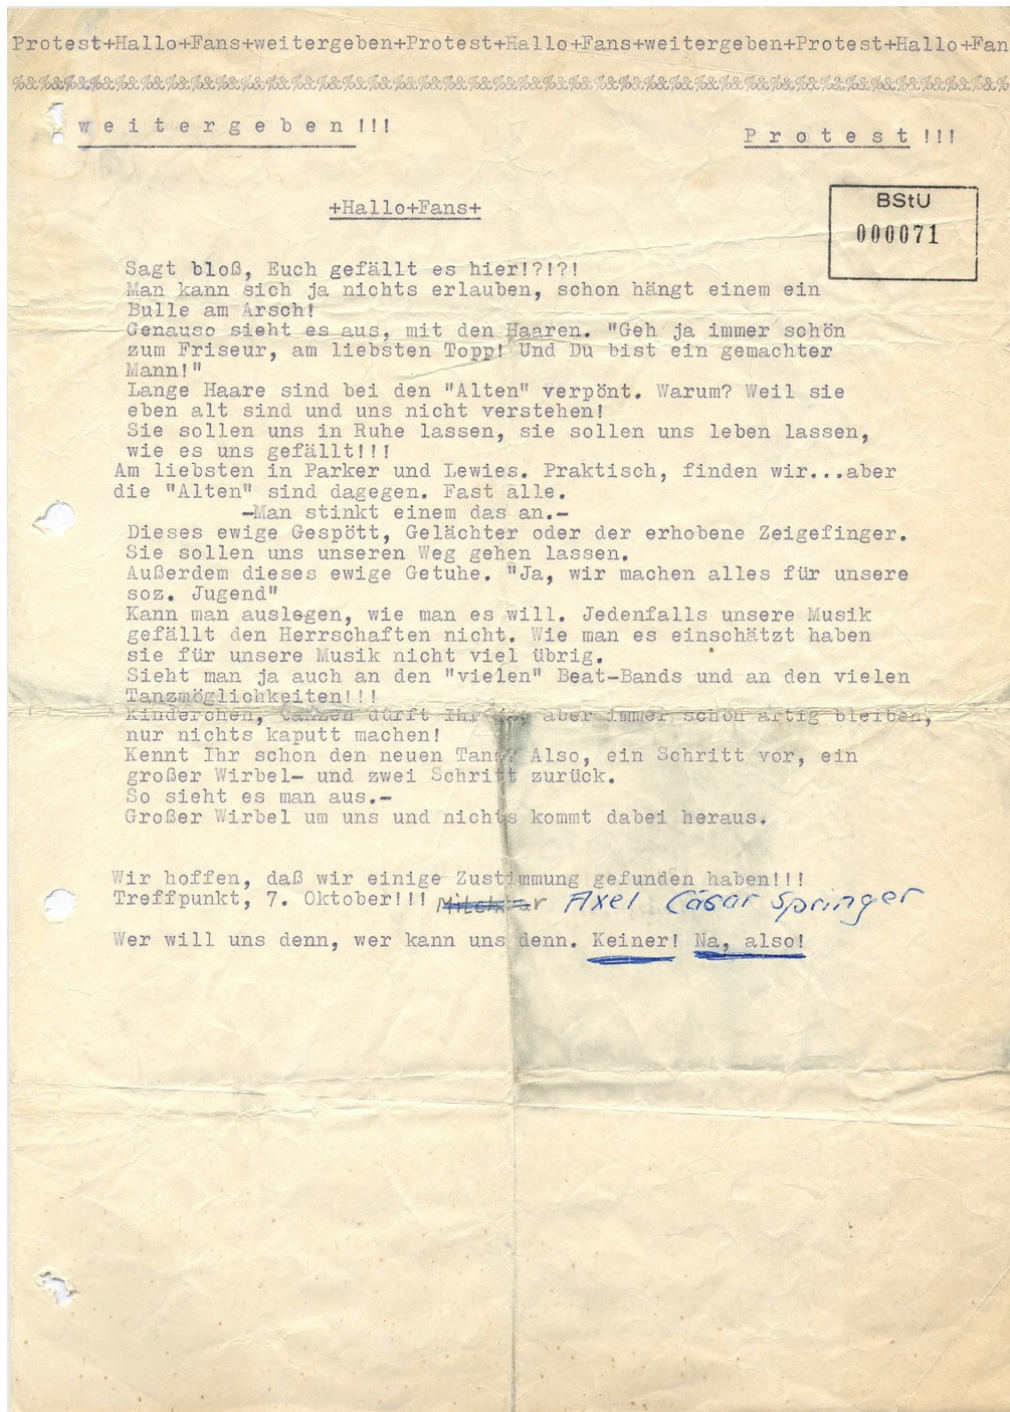 Protest+Hallo+Fans+weitergeben+Protest+Hallo+Fans+weitergeben+Protest+Hallo+Fan
%&%&%&%&%&%&%&%&%&%&%&%&%&%&%&%&%&%&%&%&%&%&%&%&%&%&%&%&%&%&%&%&%&%&%&%&%&%&%
weitergeben!!!
Protest!!!
+Hallo+Fans+
BStU
000071
Sagt bloß, Euch gefällt es hier!?!?!
Man kann sich ja nichts erlauben, schon hängt einem ein
Bulle am Arsch!
Genauso sieht es aus, mit den Haaren. "Geh ja immer schön
zum Friseur, am liebsten Topp! Und Du bist ein gemachter
Mann!"
Lange Haare sind bei den "Alten" verpönt. Warum? Weil sie
eben alt sind und uns nicht verstehen!
Sie sollen uns in Ruhe lassen, sie sollen uns leben lassen,
wie es uns gefällt!!!
Am liebsten in Parker und Lewies. Praktisch, finden wir...aber
die "Alten" sind dagegen. Fast alle.
-Man stinkt einem das an.-
Dieses ewige Gespött, Gelächter oder der erhobene Zeigefinger.
Sie sollen uns unseren Weg gehen lassen.
Außerdem dieses ewige Getuhe. "Ja, wir machen alles für unsere
soz. Jugend"
Kann man auslegen, wie man es will. Jedenfalls unsere Musik
gefällt den Herrschaften nicht. Wie man es einschätzt haben
sie für unsere Musik nicht viel übrig.
Sieht man ja auch an den "vielen" Beat-Bands und an den vielen
Tanzmöglichkeiten!!!
Kinderchen, tanzen dürft Ihr aber immer schön artig bleiben,
nur nichts kaputt machen!
Kennt Ihr schon den neuen Tanz? Also, ein Schritt vor, ein
großer Wirbel- und zwei Schritt zurück.
So sieht es man aus.-
Großer Wirbel um uns und nichts kommt dabei heraus.
Wir hoffen, daß wir einige Zustimmung gefunden haben!!!
Treffpunkt, 7. Oktober!!! Axel Cäsar Springer
Wer will uns denn, wer kann uns denn. Keiner! Na, also!